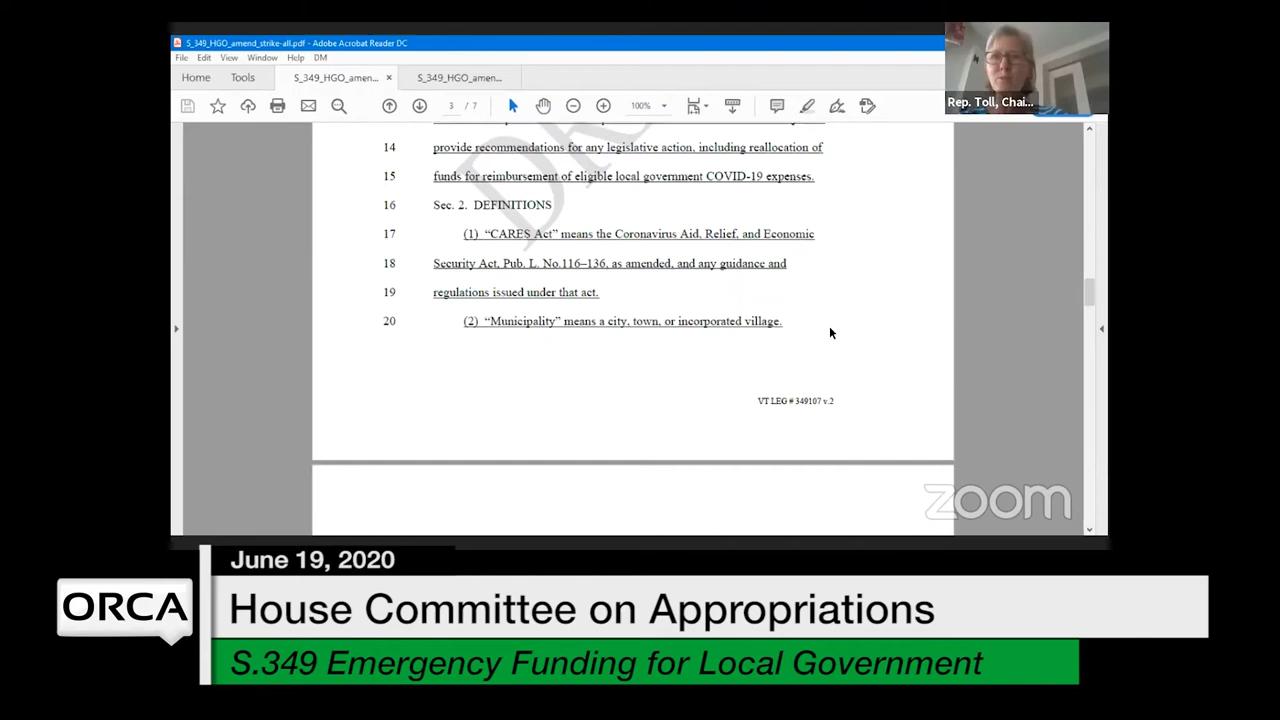 S_349_HGO_amend_strike-all.pdf - Adobe Acrobat Reader DC
File Edit View Window Help DM
Home Tools S_349_HGO_amen... × S_349_HGO_amen...
3 / 7 100%
Rep. Toll, Chai...
14 provide recommendations for any legislative action, including reallocation of
15 funds for reimbursement of eligible local government COVID-19 expenses.
16 Sec. 2. DEFINITIONS
17 (1) “CARES Act” means the Coronavirus Aid, Relief, and Economic
18 Security Act, Pub. L. No.116–136, as amended, and any guidance and
19 regulations issued under that act.
20 (2) “Municipality” means a city, town, or incorporated village.
VT LEG # 349107 v.2
zoom
June 19, 2020
ORCA
House Committee on Appropriations
S.349 Emergency Funding for Local Government